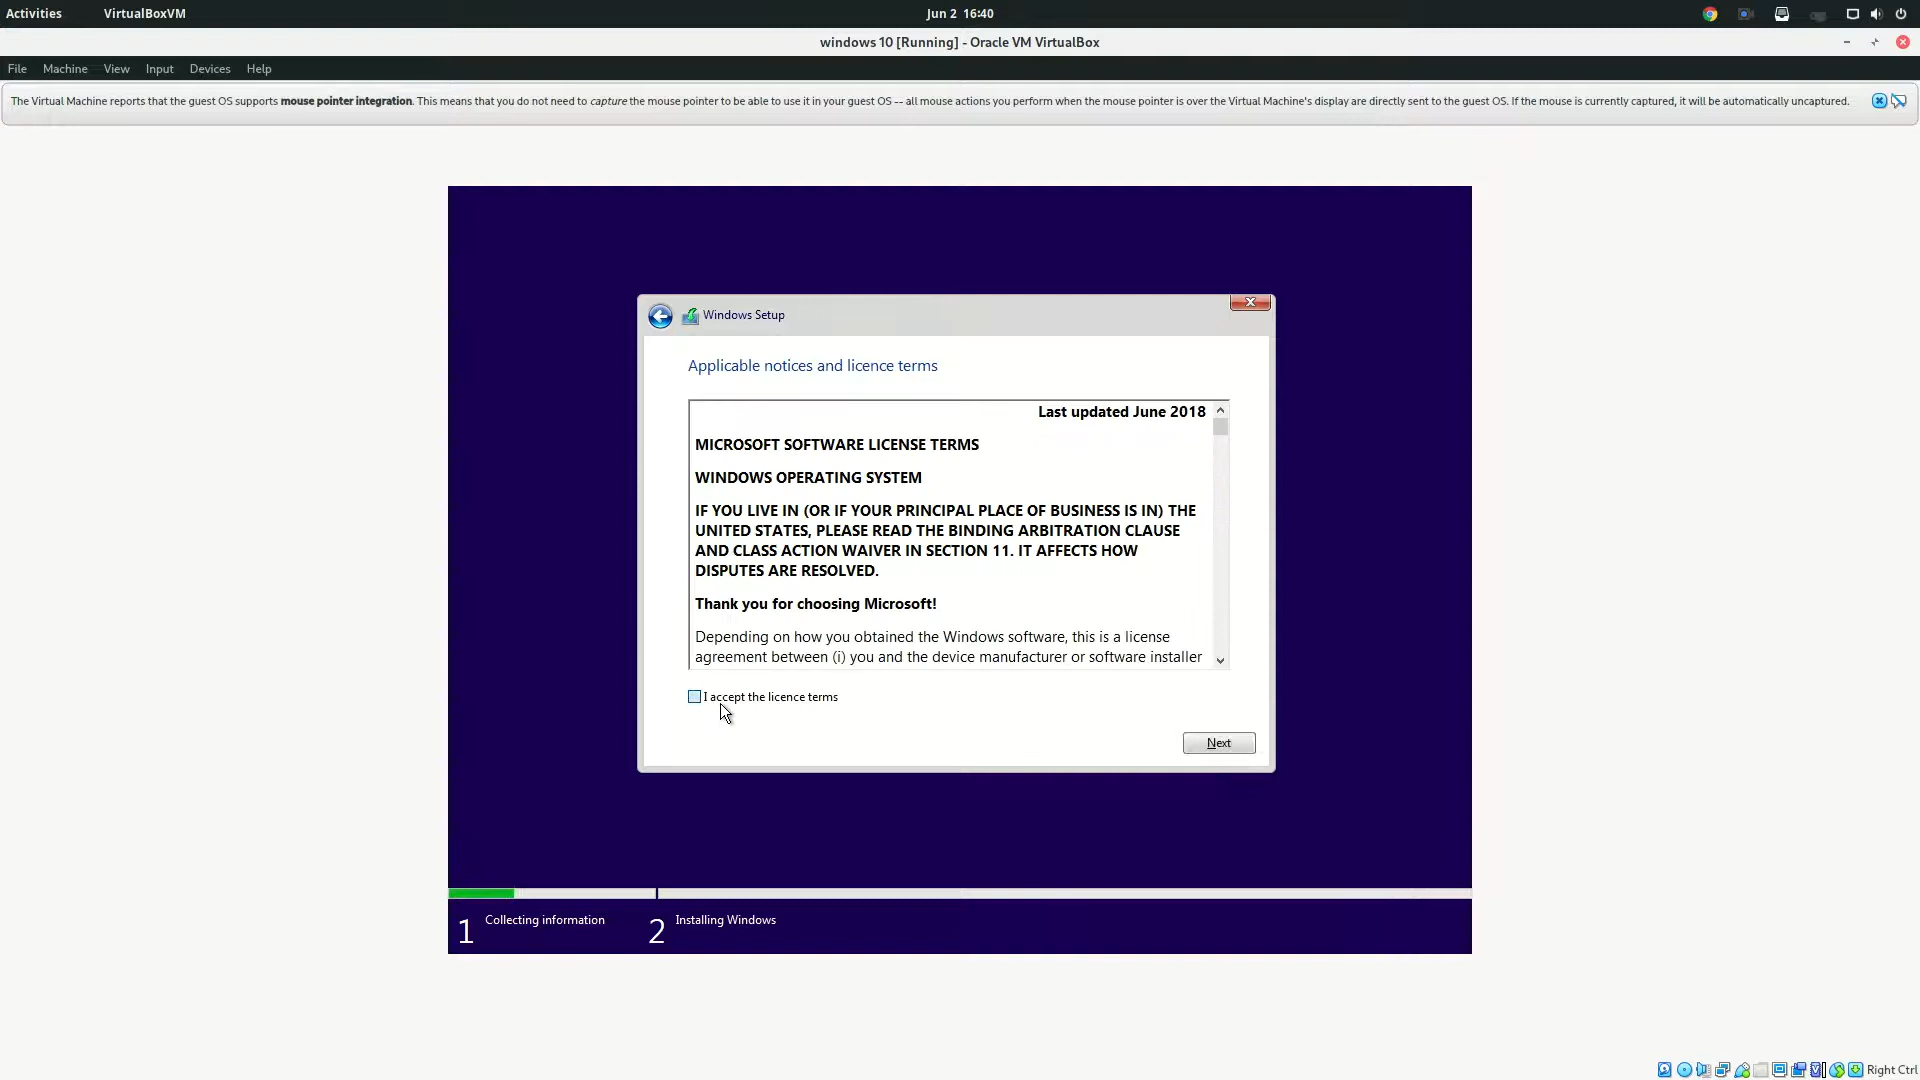 Activities
VirtualBoxVM
Jun 2 16:40
windows 10 [Running] - Oracle VM VirtualBox
File Machine View Input Devices Help
The Virtual Machine reports that the guest OS supports mouse pointer integration. This means that you do not need to capture the mouse pointer to be able to use it in your guest OS -- all mouse actions you perform when the mouse pointer is over the Virtual Machine's display are directly sent to the guest OS. If the mouse is currently captured, it will be automatically uncaptured.
Windows Setup
Applicable notices and licence terms
Last updated June 2018
MICROSOFT SOFTWARE LICENSE TERMS
WINDOWS OPERATING SYSTEM
IF YOU LIVE IN (OR IF YOUR PRINCIPAL PLACE OF BUSINESS IS IN) THE
UNITED STATES, PLEASE READ THE BINDING ARBITRATION CLAUSE
AND CLASS ACTION WAIVER IN SECTION 11. IT AFFECTS HOW
DISPUTES ARE RESOLVED.
Thank you for choosing Microsoft!
Depending on how you obtained the Windows software, this is a license
agreement between (i) you and the device manufacturer or software installer
I accept the licence terms
Next
1 Collecting information
2 Installing Windows
Right Ctrl